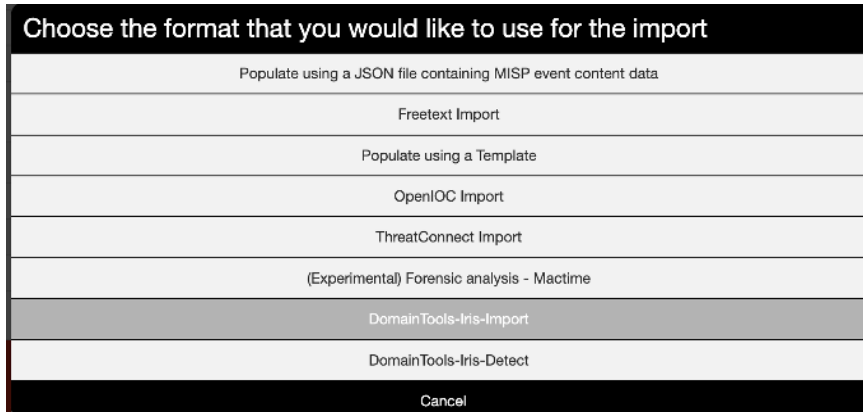 Choose the format that you would like to use for the import
Populate using a JSON file containing MISP event content data
Freetext Import
Populate using a Template
OpenIOC Import
ThreatConnect Import
(Experimental) Forensic analysis - Mactime
DomainTools-Iris-Import
DomainTools-Iris-Detect
Cancel